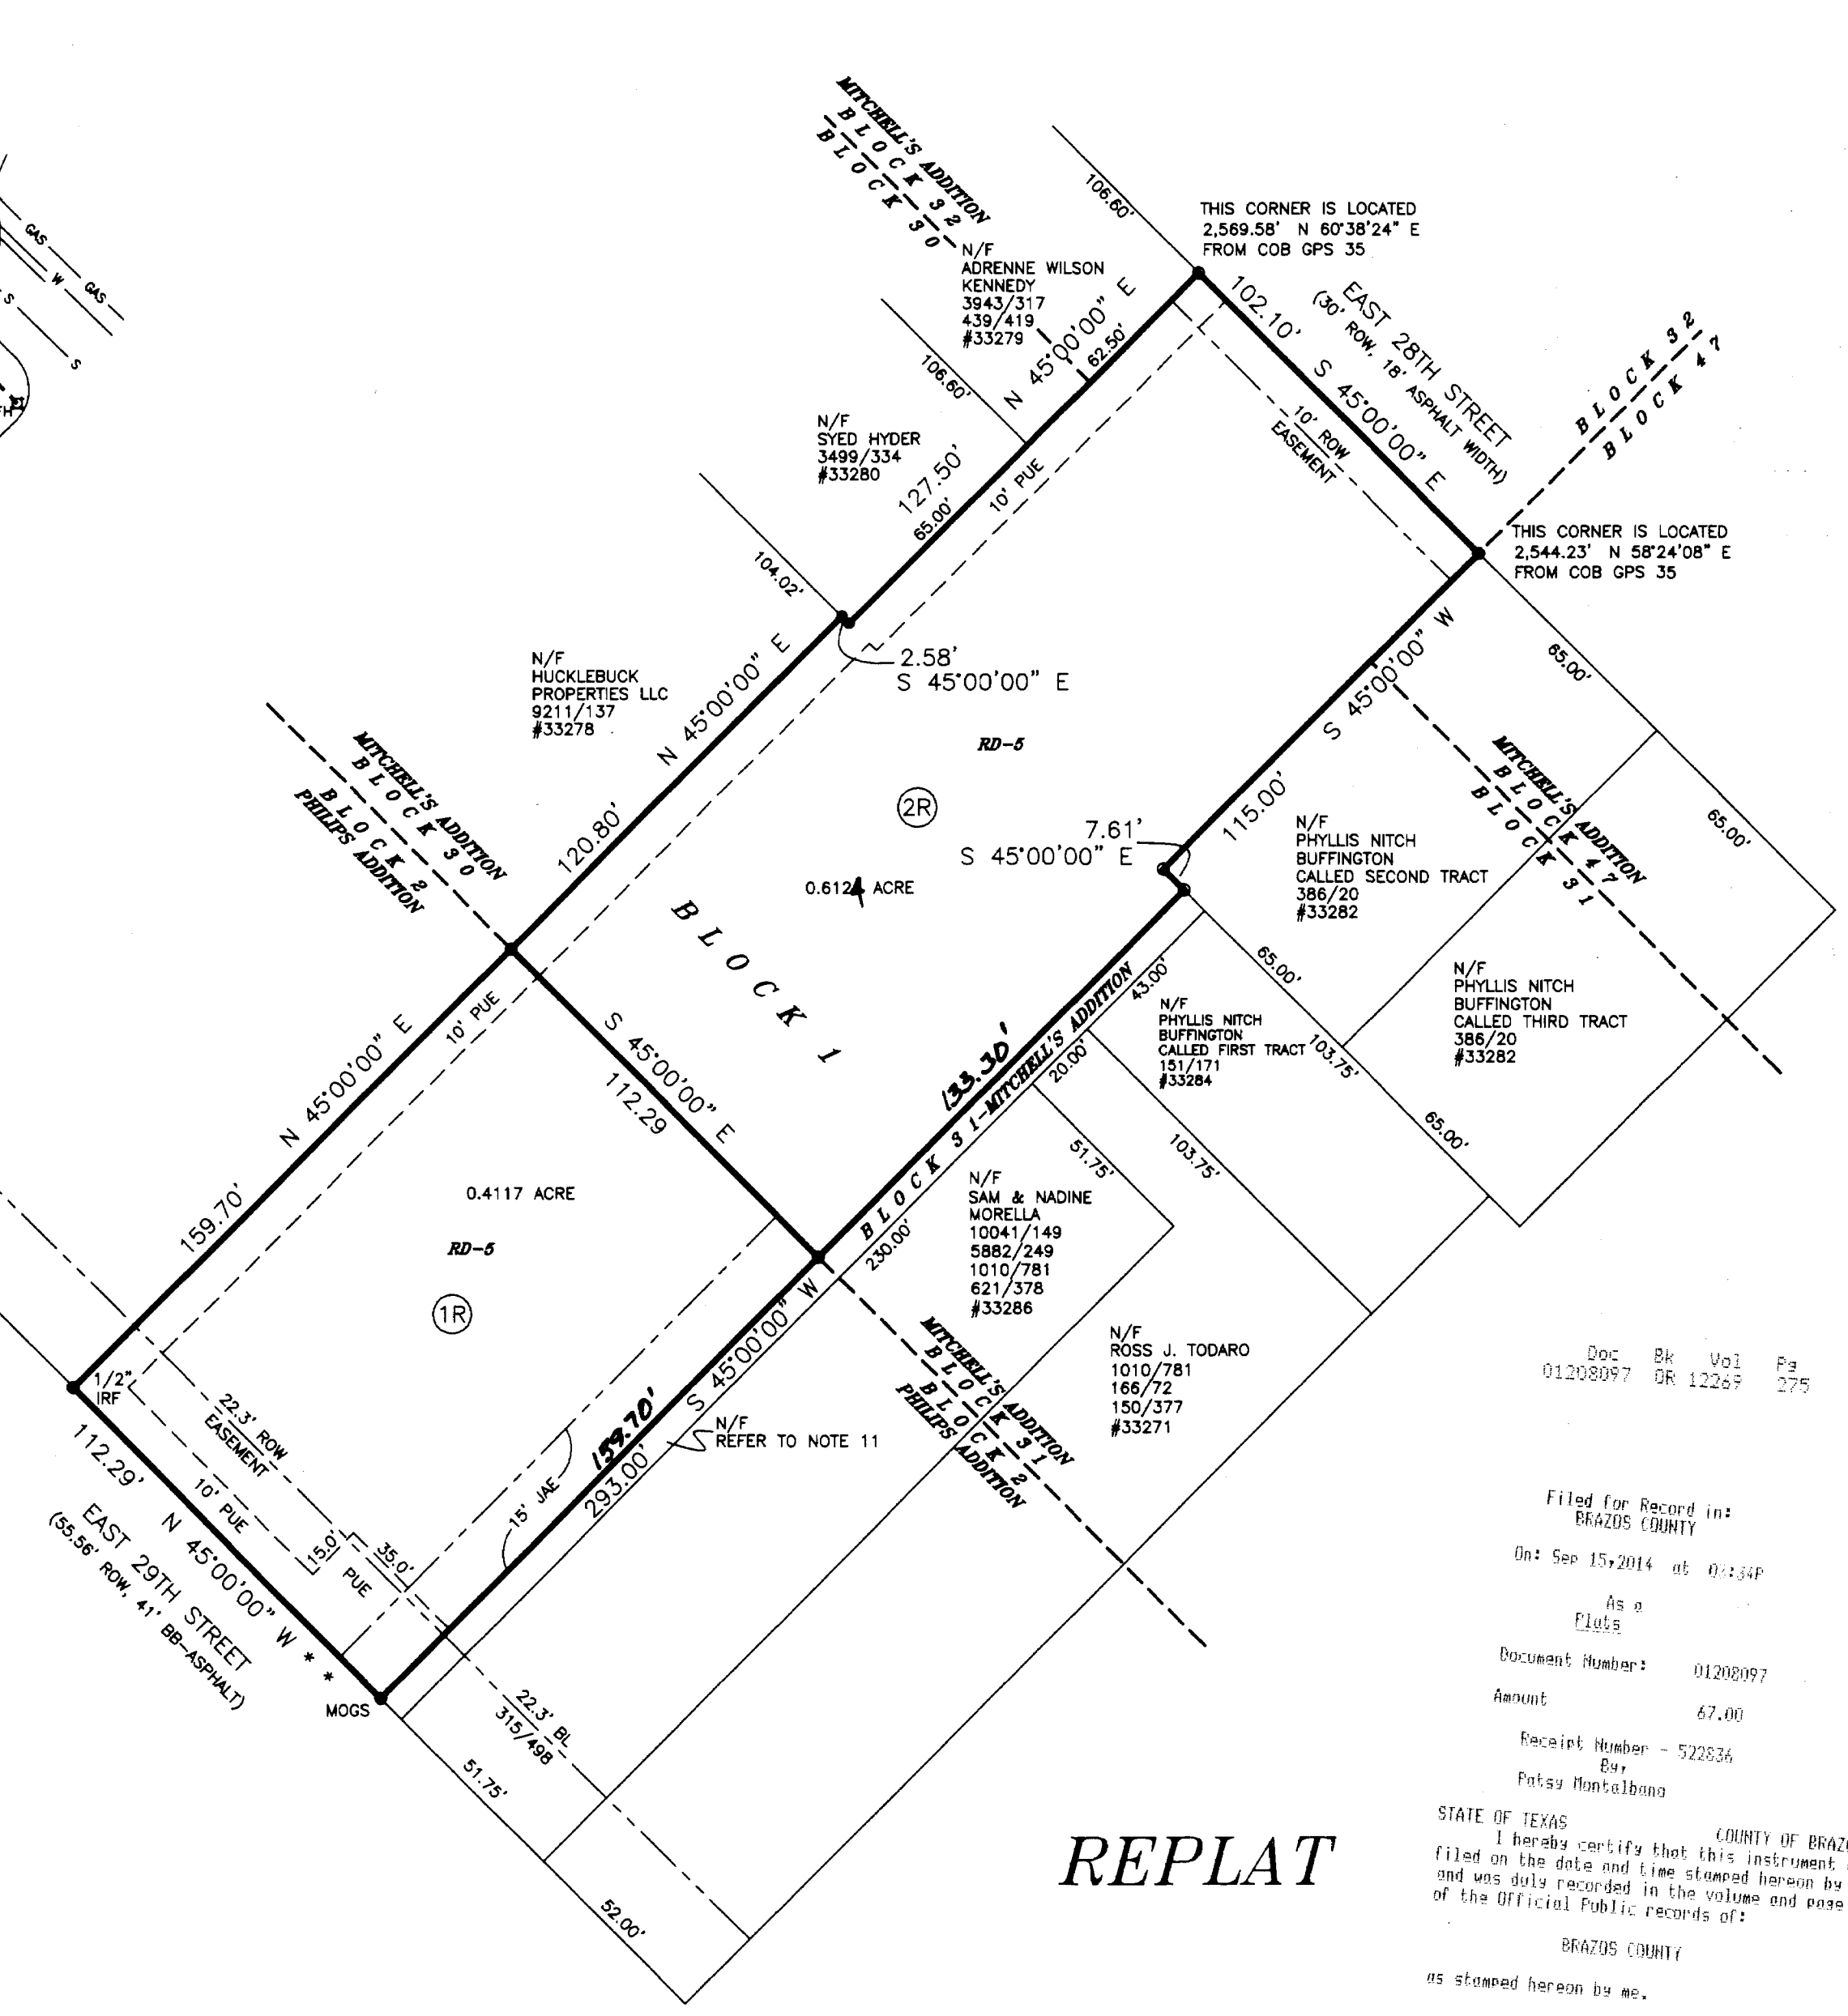 GAS
GAS
W
S
S
MITCHELL'S ADDITION
BLOCK 32
BLOCK 30
106.60'
THIS CORNER IS LOCATED
2,569.58' N 60°38'24" E
FROM COB GPS 35
N/F
ADRENNE WILSON
KENNEDY
3943/317
439/419
#33279
N 45°00'00" E
62.50'
102.10' S 45°00'00" E
EAST 28TH STREET
(30' ROW, 18' ASPHALT WIDTH)
10' ROW
EASEMENT
BLOCK 32
BLOCK 47
106.60'
N/F
SYED HYDER
3499/334
#33280
127.50'
65.00'
10' PUE
THIS CORNER IS LOCATED
2,544.23' N 58°24'08" E
FROM COB GPS 35
104.02'
N/F
HUCKLEBUCK
PROPERTIES LLC
9211/137
#33278
N 45°00'00" E
120.80'
2.58'
S 45°00'00" E
RD-5
2R
S 45°00'00" W
115.00'
65.00'
65.00'
MITCHELL'S ADDITION
BLOCK 47
BLOCK 31
MITCHELL'S ADDITION
BLOCK 30
BLOCK 2
PHILIPS ADDITION
7.61'
S 45°00'00" E
N/F
PHYLLIS NITCH
BUFFINGTON
CALLED SECOND TRACT
386/20
#33282
0.6124 ACRE
BLOCK 1
65.00'
N/F
PHYLLIS NITCH
BUFFINGTON
CALLED THIRD TRACT
386/20
#33282
43.00'
N/F
PHYLLIS NITCH
BUFFINGTON
CALLED FIRST TRACT
151/171
#33284
103.75'
65.00'
10' PUE
S 45°00'00" E
112.29
133.30'
BLOCK 31-MITCHELL'S ADDITION
20.00'
51.75'
103.75'
N 45°00'00" E
159.70'
0.4117 ACRE
RD-5
1R
230.00'
N/F
SAM & NADINE
MORELLA
10041/149
5882/249
1010/781
621/378
#33286
N/F
ROSS J. TODARO
1010/781
166/72
150/377
#33271
MITCHELL'S ADDITION
BLOCK 31
BLOCK 2
PHILIPS ADDITION
S 45°00'00" W
159.70'
293.00'
N/F
REFER TO NOTE 11
1/2"
IRF
22.3' ROW
EASEMENT
15' JAE
112.29' N 45°00'00" W **
10' PUE
15.0'
35.0'
PUE
EAST 29TH STREET
(55.56' ROW, 41' BB-ASPHALT)
MOGS
22.3' BL
315/498
51.75'
52.00'
REPLAT
Doc Bk Vol Pg
01208097 OR 12269 275
Filed for Record in:
BRAZOS COUNTY
On: Sep 15,2014 at
As a
Plats
Document Number: 01208097
Amount 67.00
Receipt Number - 522836
By,
Patsy Montalbano
STATE OF TEXAS COUNTY OF
I hereby certify that this instrument
filed on the date and time stamped hereon by
and was duly recorded in the volume and page
of the Official Public records of:
BRAZOS COUNTY
as stamped hereon by me.